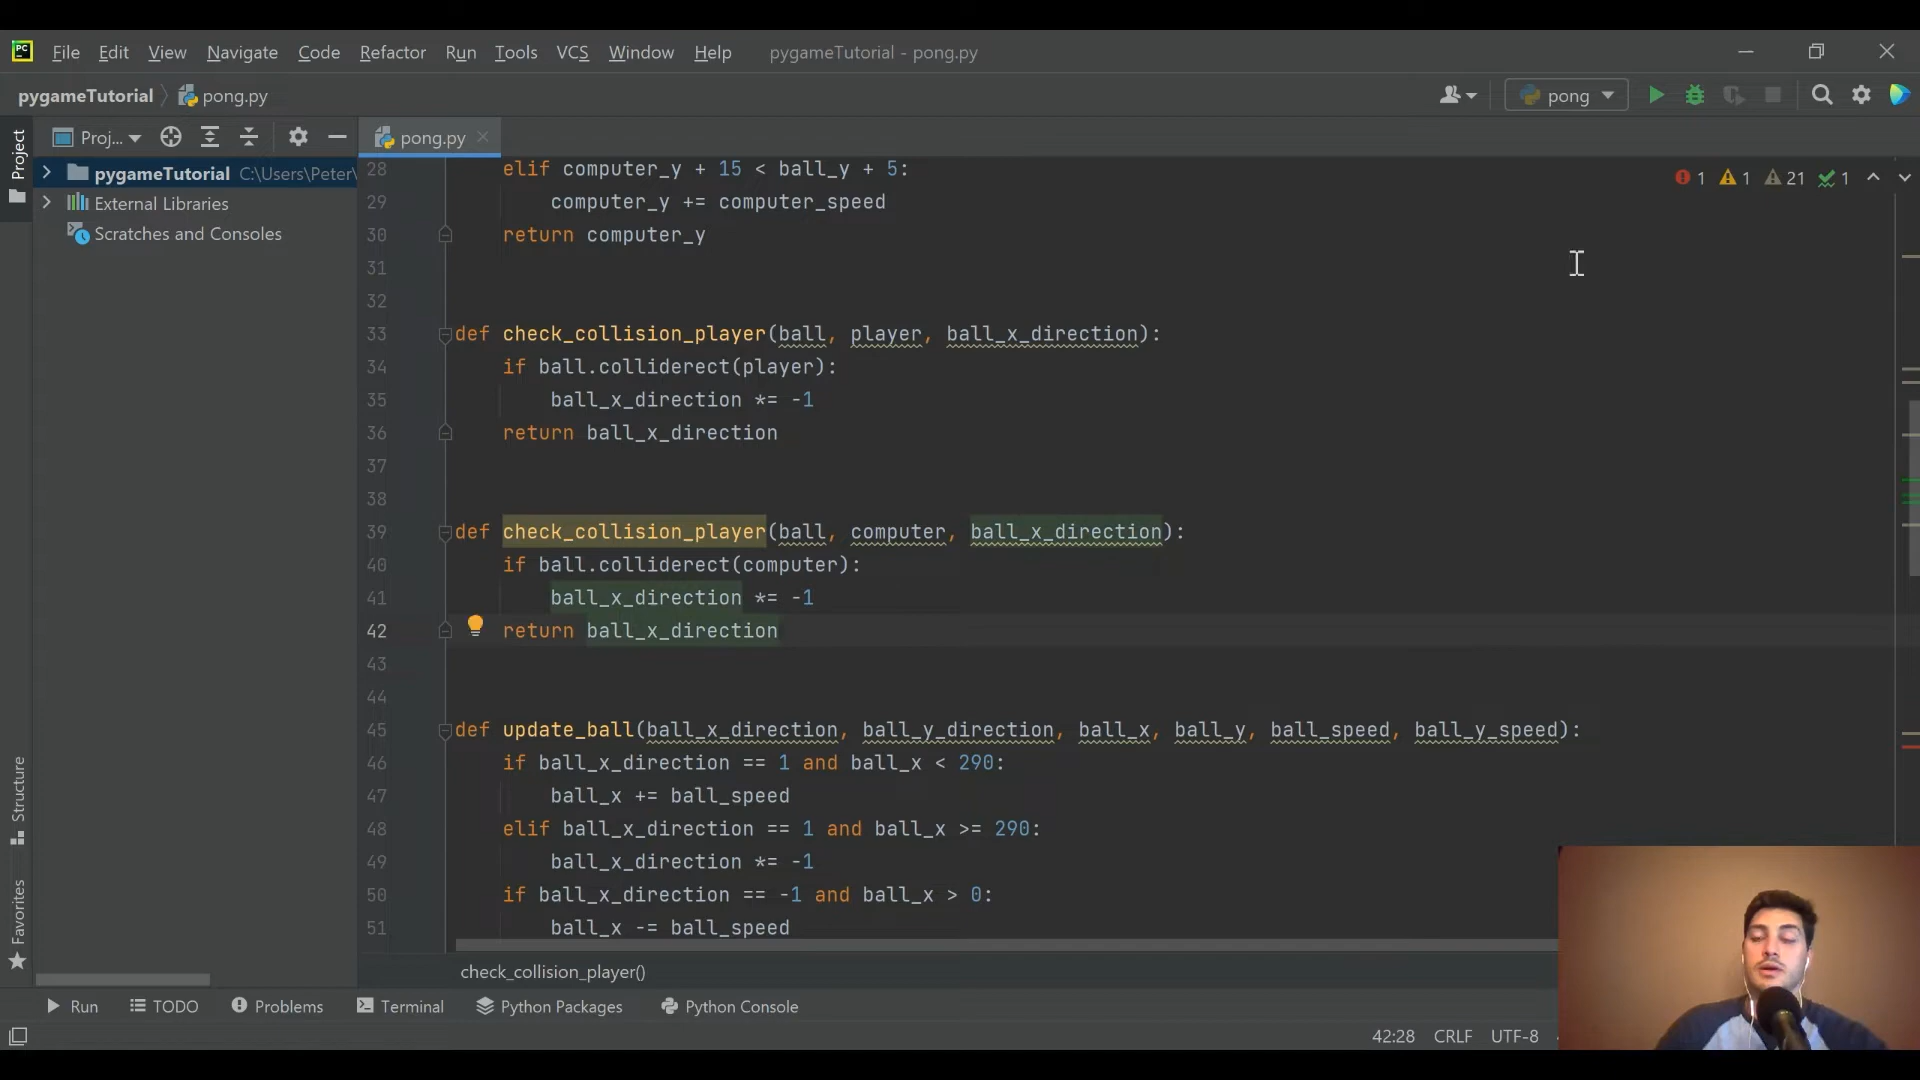 PC File Edit View Navigate Code Refactor Run Tools VCS Window Help pygameTutorial - pong.py
pygameTutorial pong.py pong
Project
Proj... pong.py
pygameTutorial C:\Users\Peter\
External Libraries
Scratches and Consoles
1 1 21 1
28 elif computer_y + 15 < ball_y + 5:
29 computer_y += computer_speed
30 return computer_y
31
32
33 def check_collision_player(ball, player, ball_x_direction):
34 if ball.colliderect(player):
35 ball_x_direction *= -1
36 return ball_x_direction
37
38
39 def check_collision_player(ball, computer, ball_x_direction):
40 if ball.colliderect(computer):
41 ball_x_direction *= -1
42 return ball_x_direction
43
44
45 def update_ball(ball_x_direction, ball_y_direction, ball_x, ball_y, ball_speed, ball_y_speed):
46 if ball_x_direction == 1 and ball_x < 290:
47 ball_x += ball_speed
48 elif ball_x_direction == 1 and ball_x >= 290:
49 ball_x_direction *= -1
50 if ball_x_direction == -1 and ball_x > 0:
51 ball_x -= ball_speed
Structure
Favorites
check_collision_player()
Run TODO Problems Terminal Python Packages Python Console
42:28 CRLF UTF-8